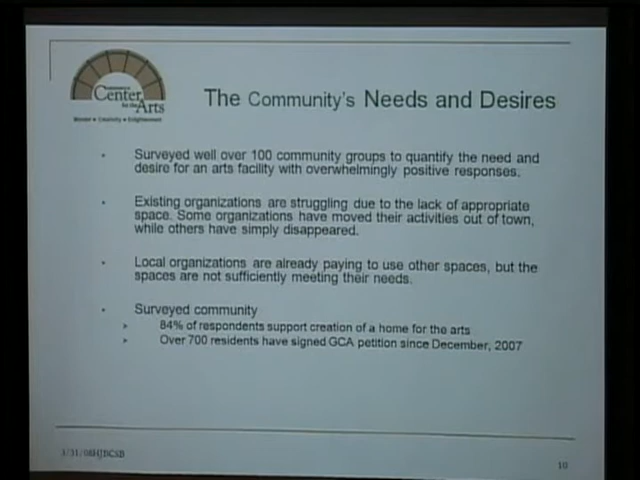 Center
for the Arts
The Community's Needs and Desires
• Surveyed well over 100 community groups to quantify the need and
desire for an arts facility with overwhelmingly positive responses.
• Existing organizations are struggling due to the lack of appropriate
space. Some organizations have moved their activities out of town,
while others have simply disappeared.
• Local organizations are already paying to use other spaces, but the
spaces are not sufficiently meeting their needs.
• Surveyed community
➢ 84% of respondents support creation of a home for the arts
➢ Over 700 residents have signed GCA petition since December, 2007
3/31/08HJBCSB
10